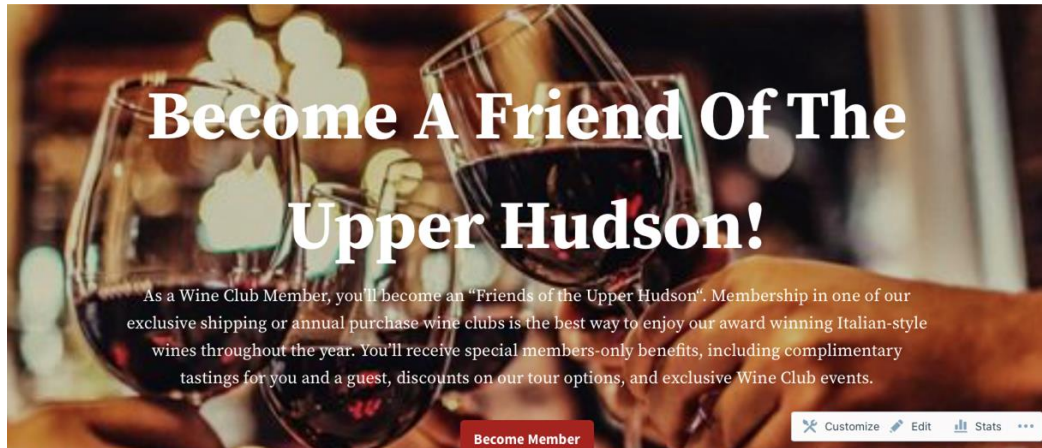 Become A Friend Of The
Upper Hudson!
As a Wine Club Member, you’ll become an “Friends of the Upper Hudson“. Membership in one of our
exclusive shipping or annual purchase wine clubs is the best way to enjoy our award winning Italian-style
wines throughout the year. You’ll receive special members-only benefits, including complimentary
tastings for you and a guest, discounts on our tour options, and exclusive Wine Club events.
Become Member
Customize Edit Stats